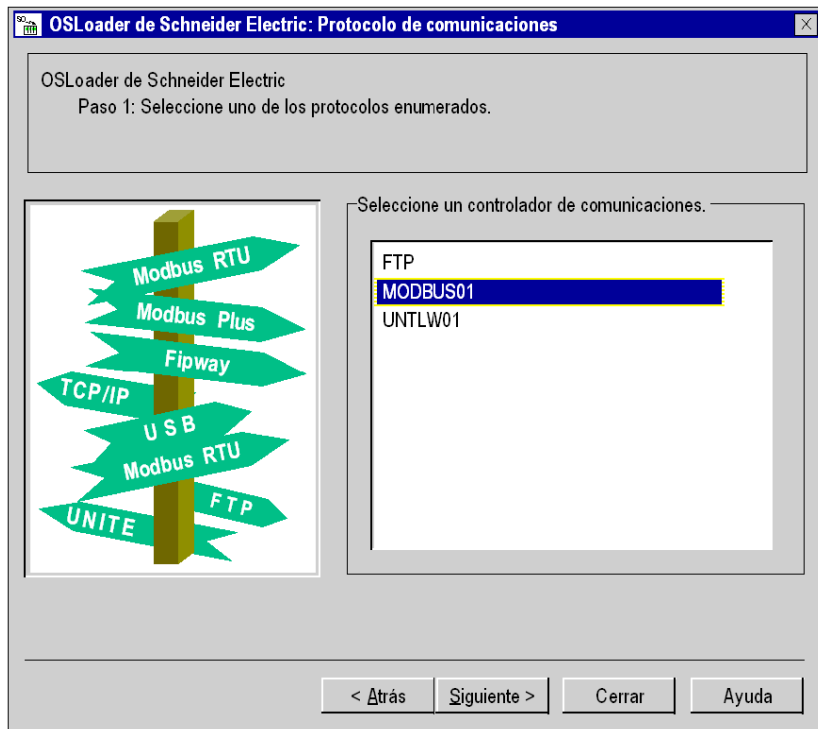 OSLoader de Schneider Electric: Protocolo de comunicaciones
OSLoader de Schneider Electric
Paso 1: Seleccione uno de los protocolos enumerados.
Modbus RTU
Modbus Plus
Fipway
TCP/IP
USB
Modbus RTU
FTP
UNITE
Seleccione un controlador de comunicaciones.
FTP
MODBUS01
UNTLW01
< Atrás
Siguiente >
Cerrar
Ayuda